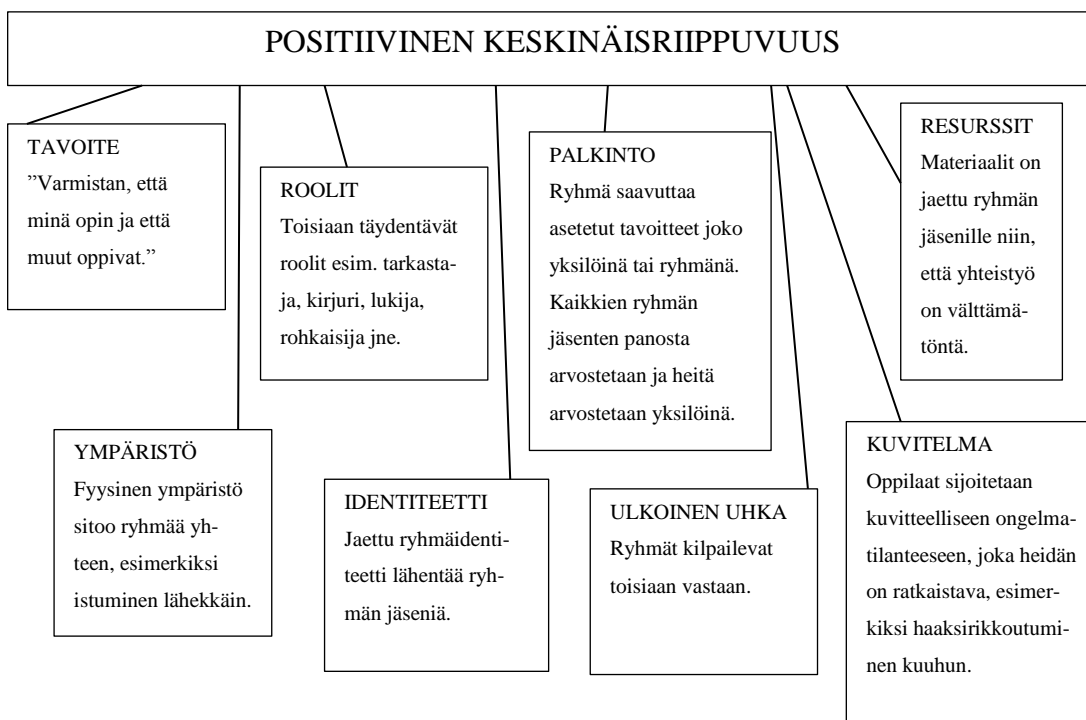 POSITIIVINEN KESKINÄISRIIPPUVUUS
TAVOITE
”Varmistan, että
minä opin ja että
muut oppivat.”
ROOLIT
Toisiaan täydentävät
roolit esim. tarkasta-
ja, kirjuri, lukija,
rohkaisija jne.
PALKINTO
Ryhmä saavuttaa
asetetut tavoitteet joko
yksilöinä tai ryhmänä.
Kaikkien ryhmän
jäsenten panosta
arvostetaan ja heitä
arvostetaan yksilöinä.
RESURSSIT
Materiaalit on
jaettu ryhmän
jäsenille niin,
että yhteistyö
on välttämä-
töntä.
YMPÄRISTÖ
Fyysinen ympäristö
sitoo ryhmää yh-
teen, esimerkiksi
istuminen lähekkäin.
IDENTITEETTI
Jaettu ryhmäidenti-
teetti lähentää ryh-
män jäseniä.
ULKOINEN UHKA
Ryhmät kilpailevat
toisiaan vastaan.
KUVITELMA
Oppilaat sijoitetaan
kuvitteelliseen ongelma-
tilanteeseen, joka heidän
on ratkaistava, esimer-
kiksi haaksirikkoutumi-
nen kuuhun.